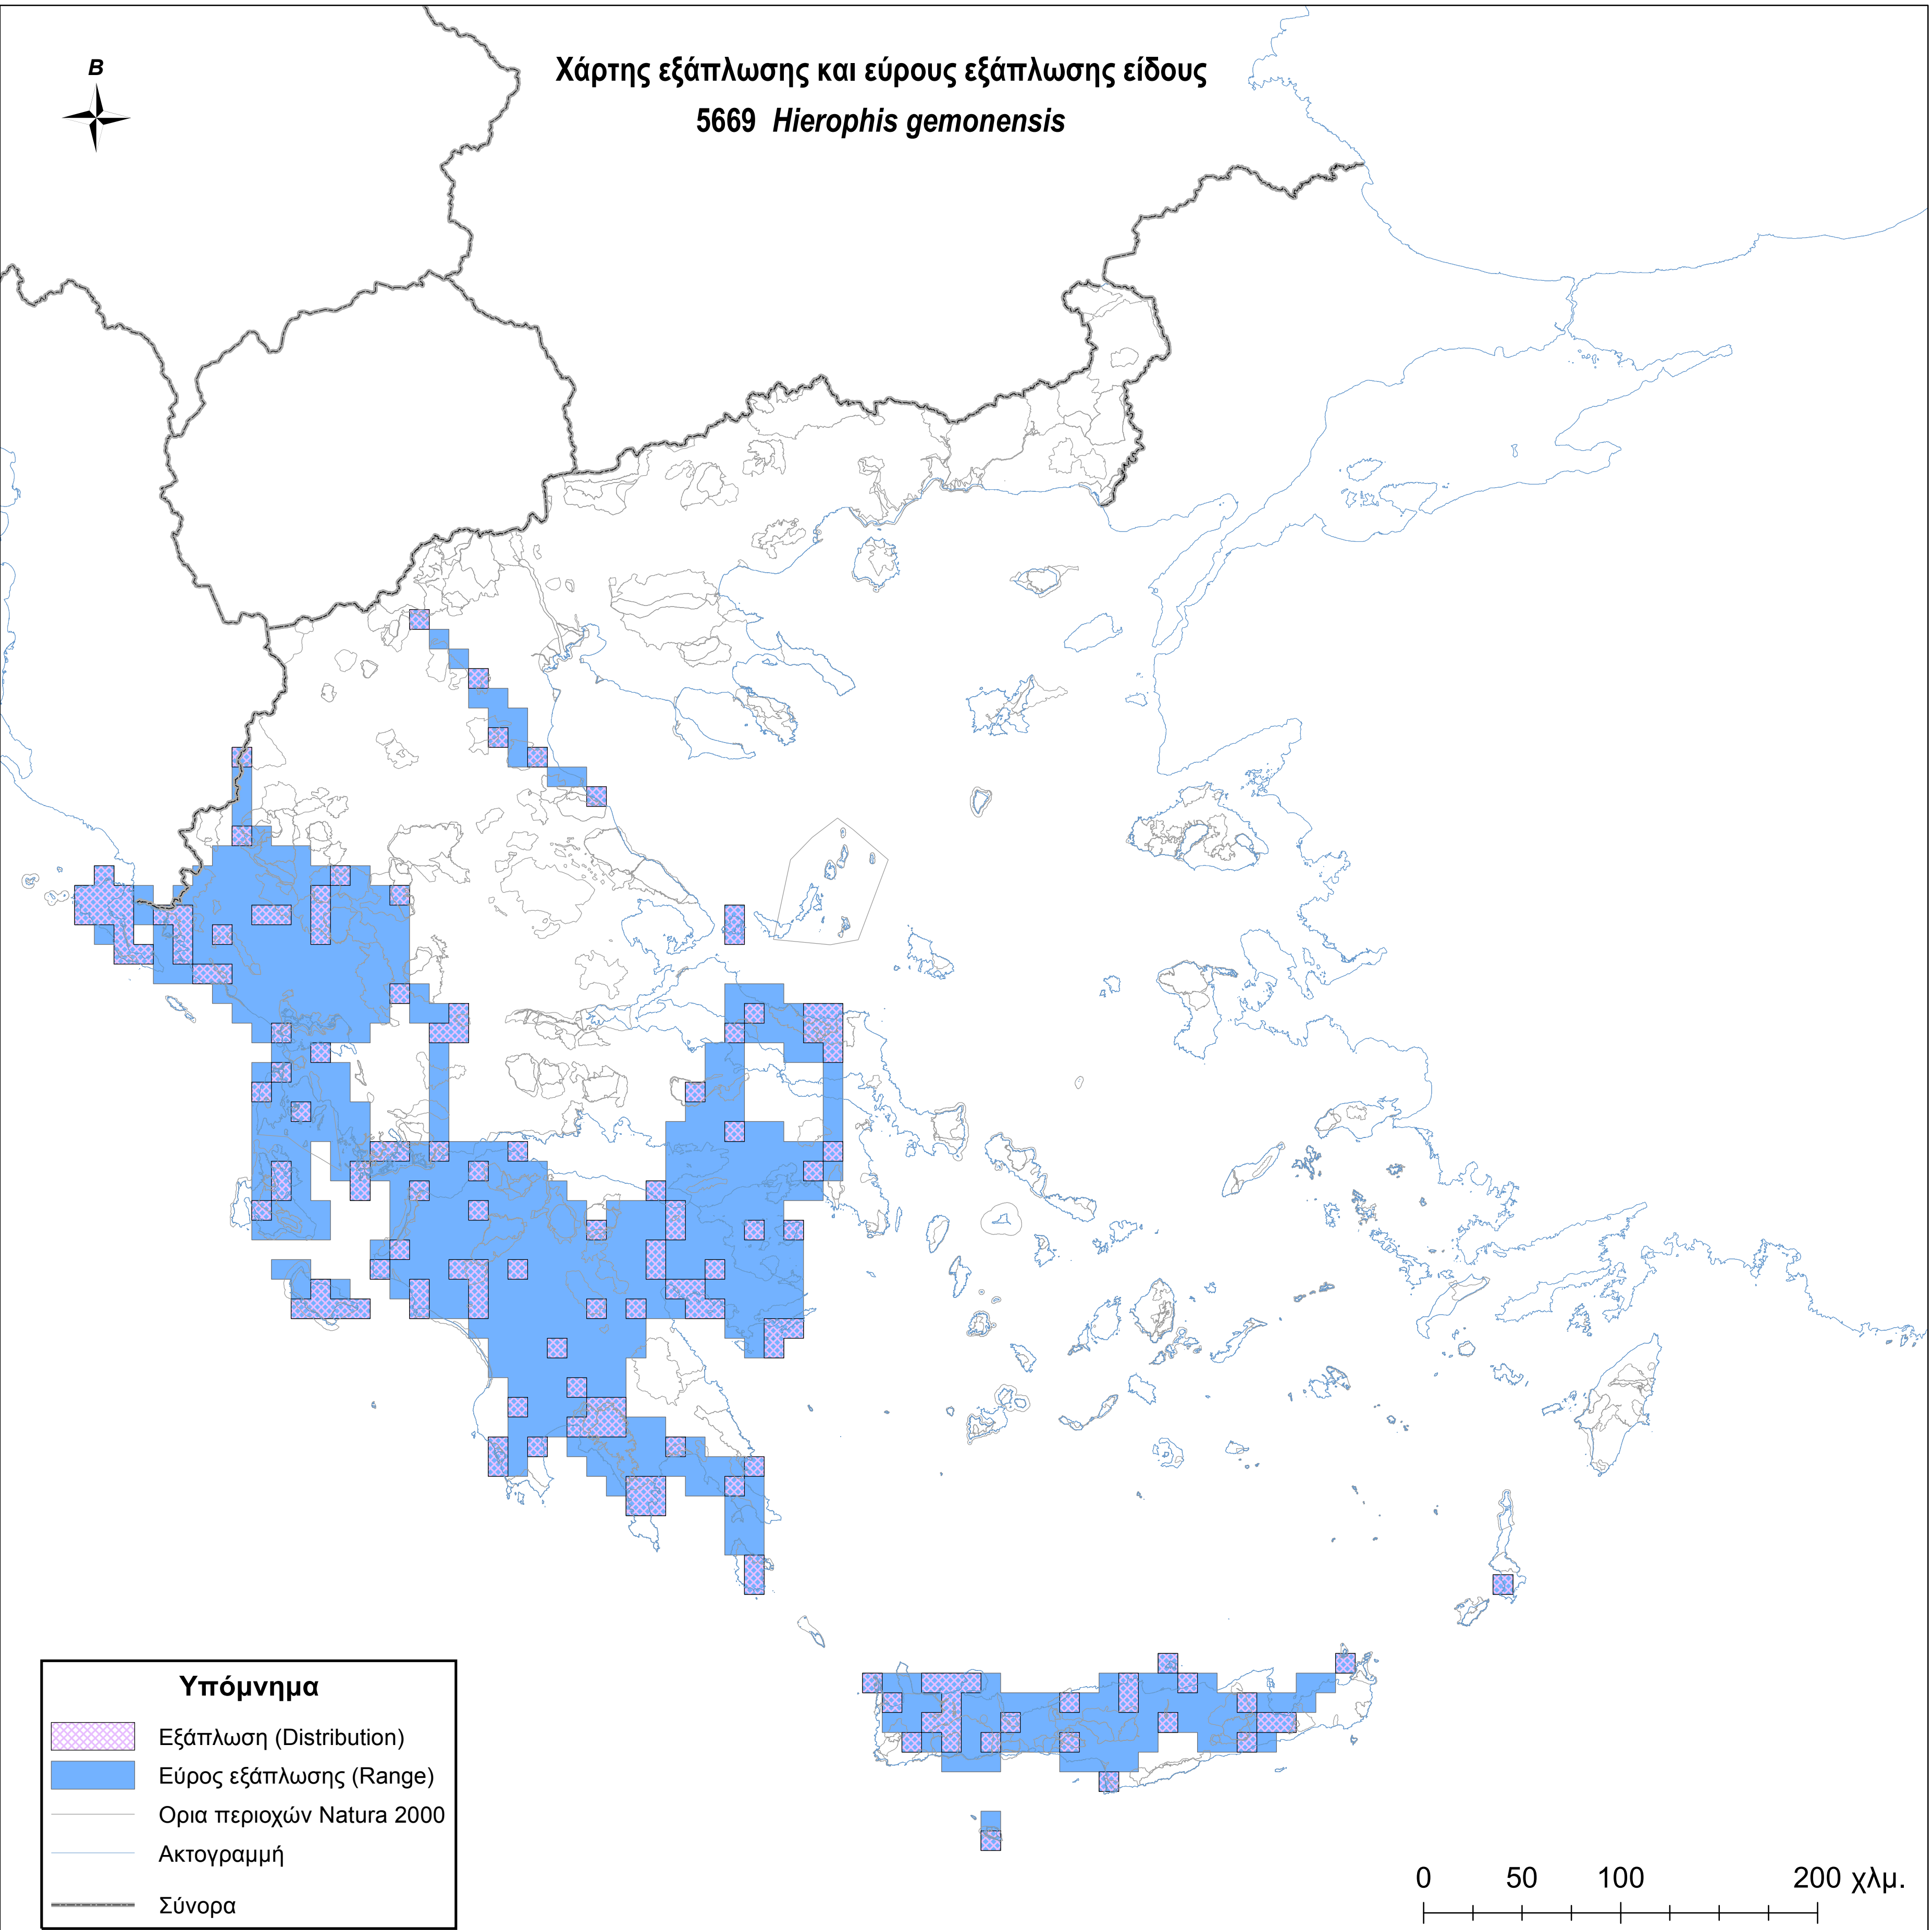 Χάρτης εξάπλωσης και εύρους εξάπλωσης είδους
5669 Hierophis gemonensis
B
Υπόμνημα
Εξάπλωση (Distribution)
Εύρος εξάπλωσης (Range)
Ορια περιοχών Natura 2000
Ακτογραμμή
Σύνορα
0 50 100 200 χλμ.